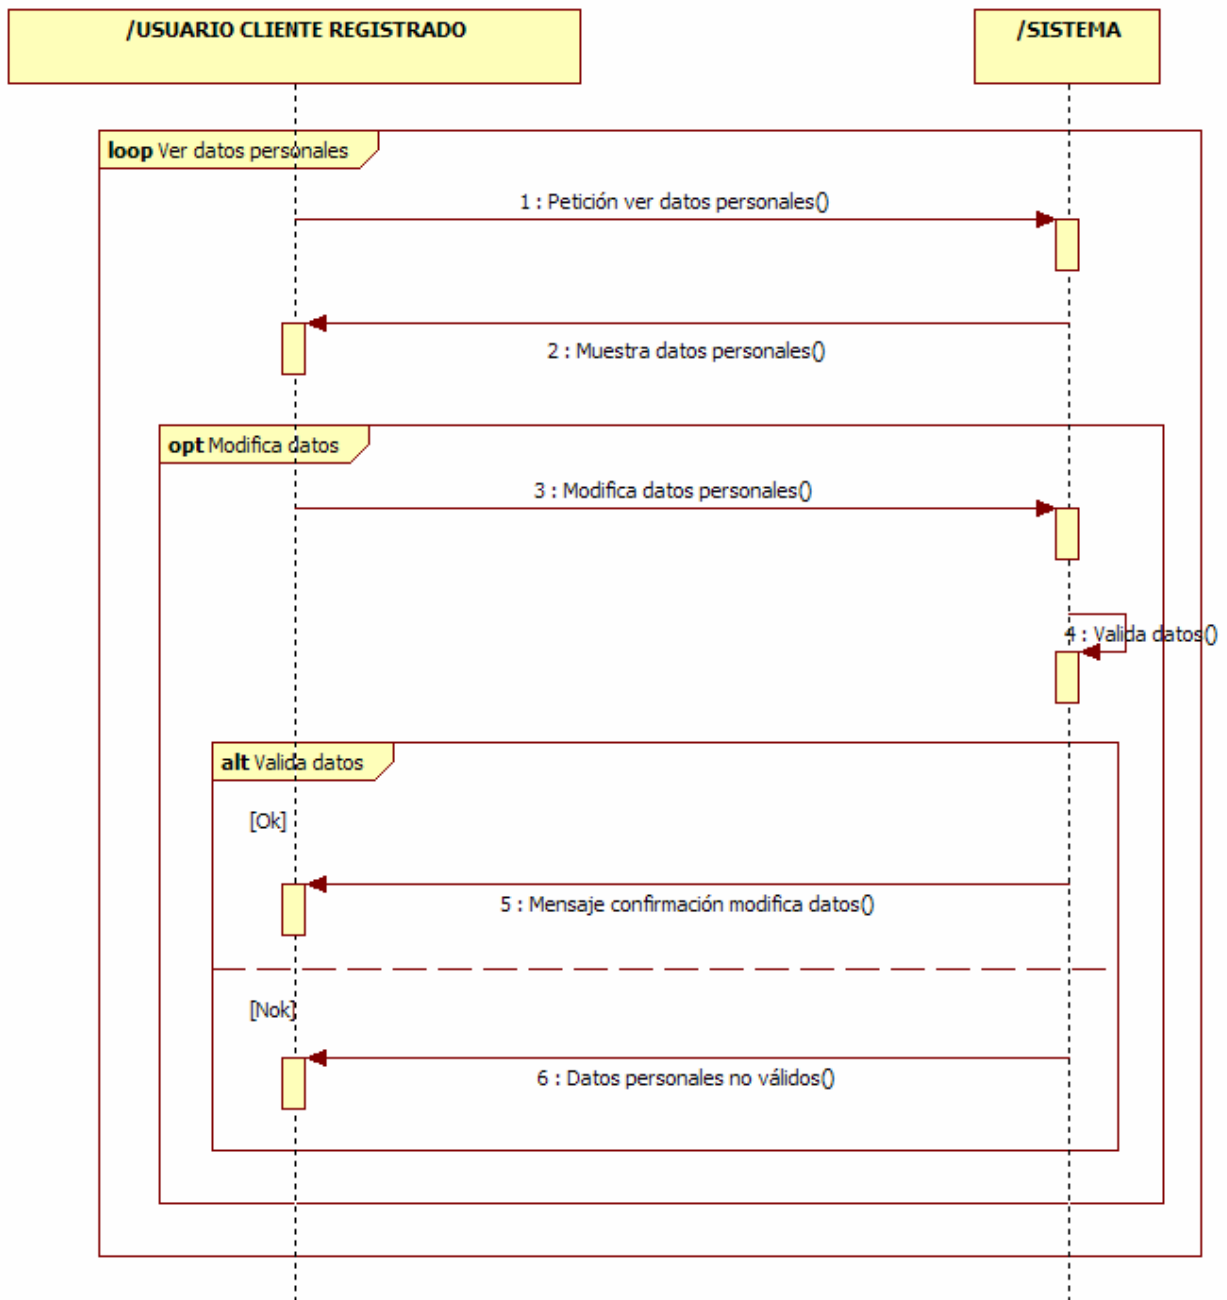 /USUARIO CLIENTE REGISTRADO
/SISTEMA
loop Ver datos personales
1 : Petición ver datos personales()
2 : Muestra datos personales()
opt Modifica datos
3 : Modifica datos personales()
4 : Valida datos()
alt Valida datos
[Ok]
5 : Mensaje confirmación modifica datos()
[Nok]
6 : Datos personales no válidos()